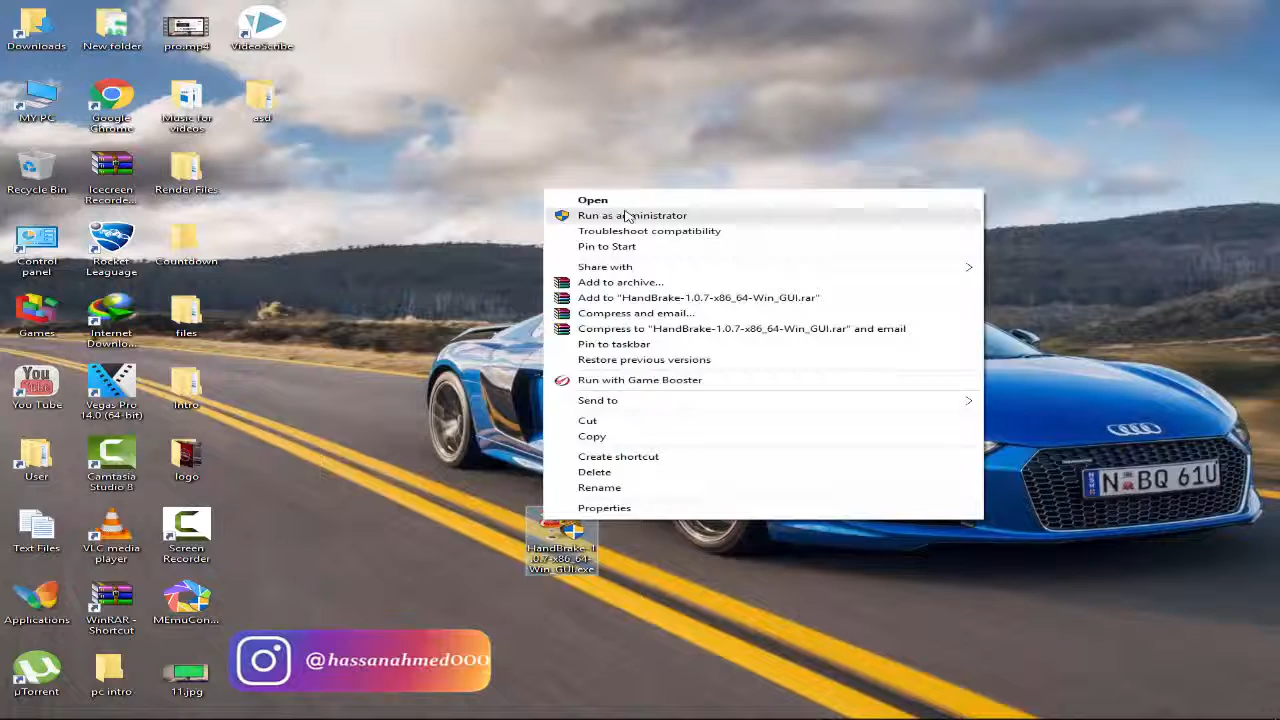 Downloads
New folder
pro.mp4
VideoScribe
MY PC
Google
Chrome
Music for
videos
asd
Recycle Bin
Icecreen
Recorde...
Render Files
Control
panel
Rocket
Leaguage
Countdown
Games
Internet
Downlo...
files
You
Tube
You Tube
Vegas Pro
14.0 (64-bit)
Intro
User
Camtasia
Studio 8
logo
Text Files
VLC media
player
Screen
Recorder
Applications
WinRAR -
Shortcut
MEmuCon...
µTorrent
pc intro
11.jpg
Open
Run as administrator
Troubleshoot compatibility
Pin to Start
Share with
Add to archive...
Add to "HandBrake-1.0.7-x86_64-Win_GUI.rar"
Compress and email...
Compress to "HandBrake-1.0.7-x86_64-Win_GUI.rar" and email
Pin to taskbar
Restore previous versions
Run with Game Booster
Send to
Cut
Copy
Create shortcut
Delete
Rename
Properties
HandBrake-1
.0.7-x86_64-
Win_GUI.exe
N BQ 61U
@hassanahmed000